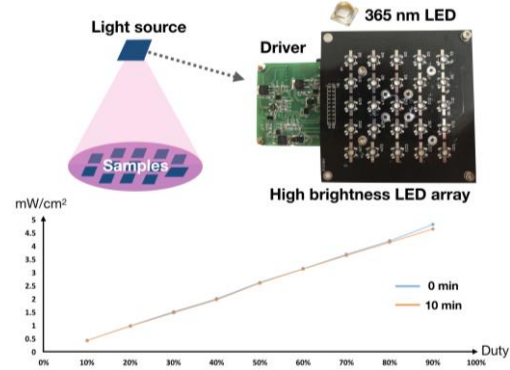 365 nm LED
Light source
Driver
Samples
High brightness LED array
mW/cm²
5
4.5
4
3.5
3
2.5
2
1.5
1
0.5
0
0 min
10 min
Duty
0% 10% 20% 30% 40% 50% 60% 70% 80% 90% 100%